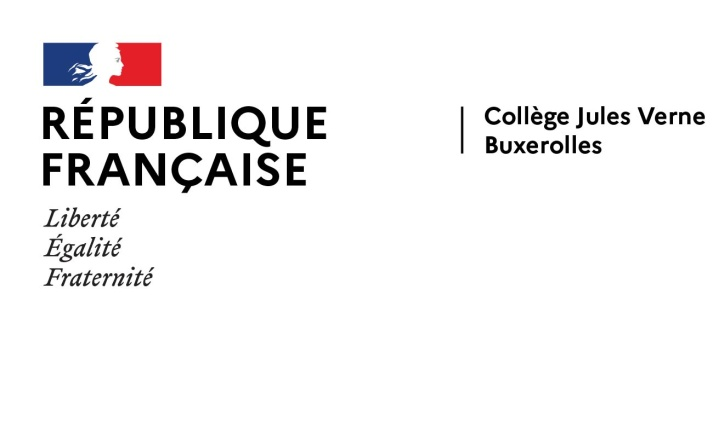 RÉPUBLIQUE
FRANÇAISE
Liberté
Égalité
Fraternité
Collège Jules Verne
Buxerolles